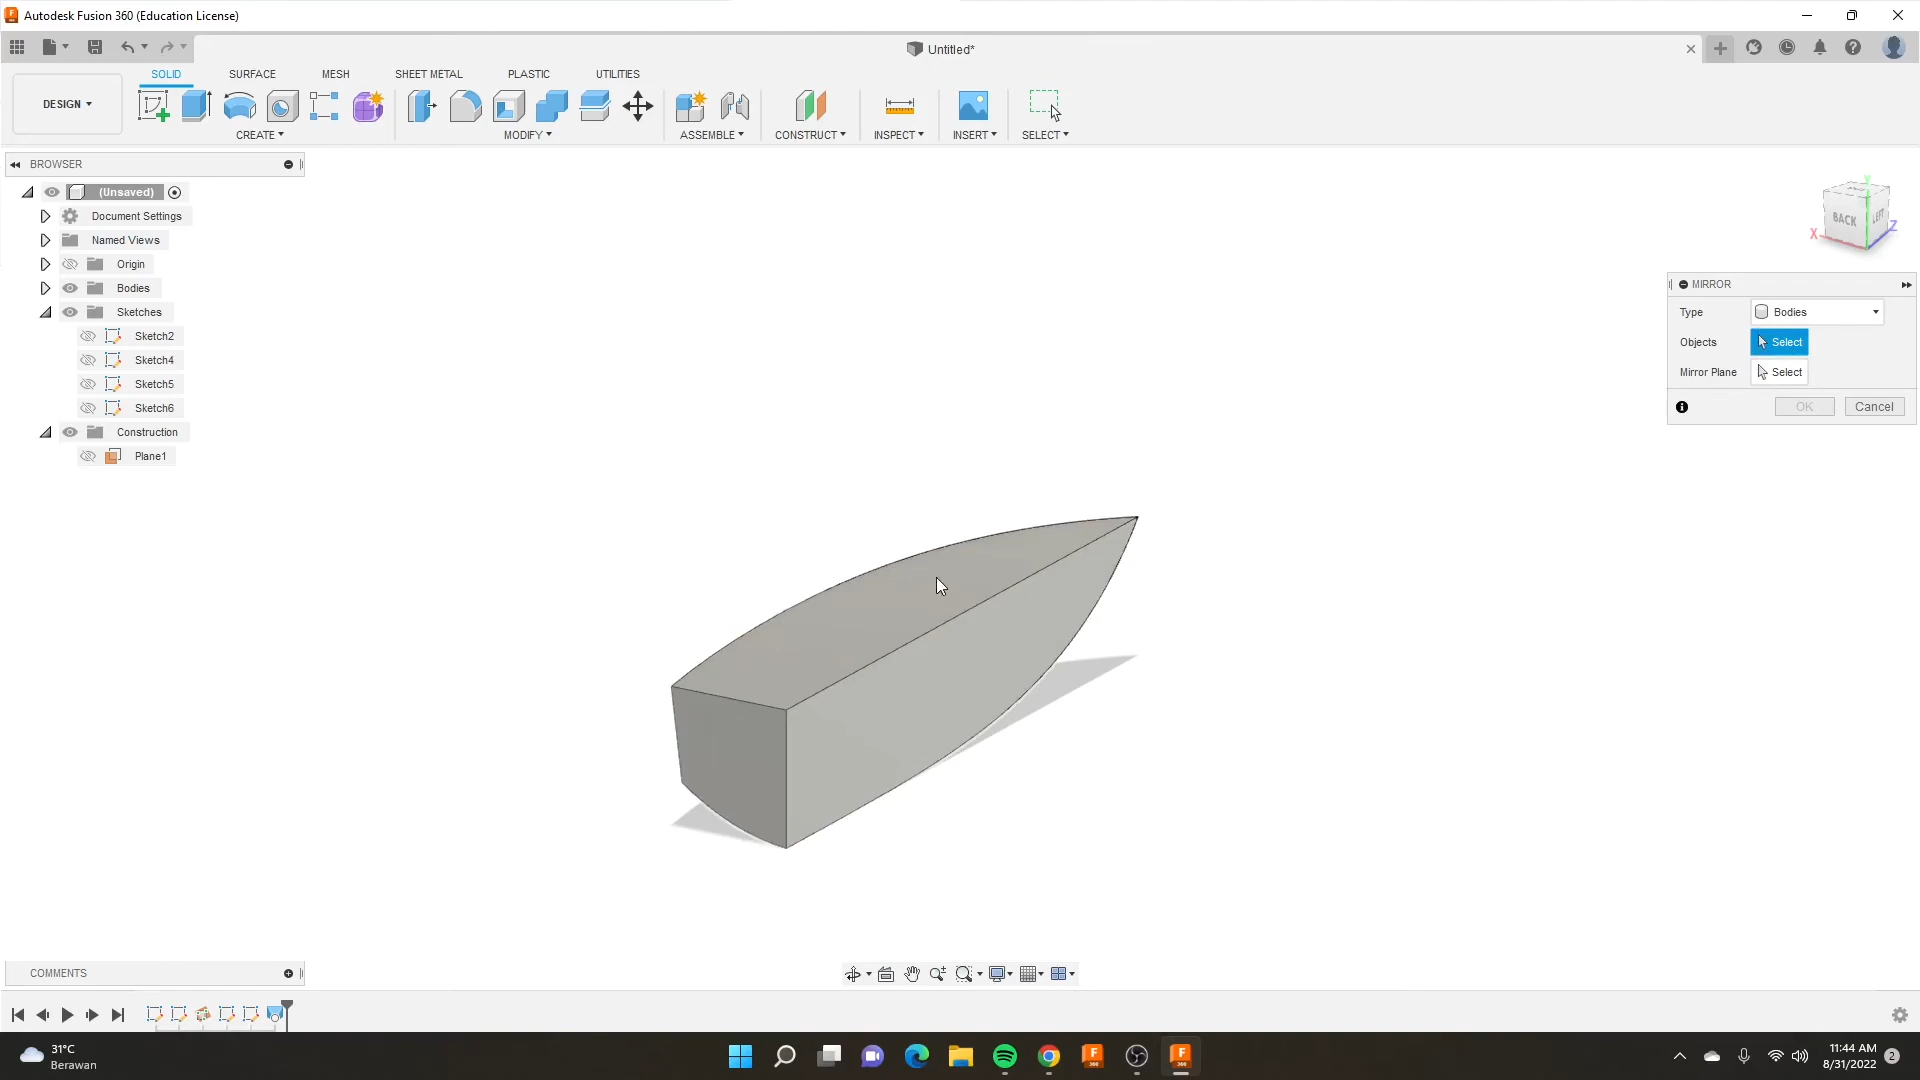 Autodesk Fusion 360 (Education License)
Untitled*
SOLID SURFACE MESH SHEET METAL PLASTIC UTILITIES
DESIGN
CREATE MODIFY ASSEMBLE CONSTRUCT INSPECT INSERT SELECT
BROWSER
(Unsaved)
Document Settings
Named Views
Origin
Bodies
Sketches
Sketch2
Sketch4
Sketch5
Sketch6
Construction
Plane1
Y
BACK
LEFT
X
Z
MIRROR
Type Bodies
Objects Select
Mirror Plane Select
OK Cancel
COMMENTS
31°C
Berawan
11:44 AM
8/31/2022
2